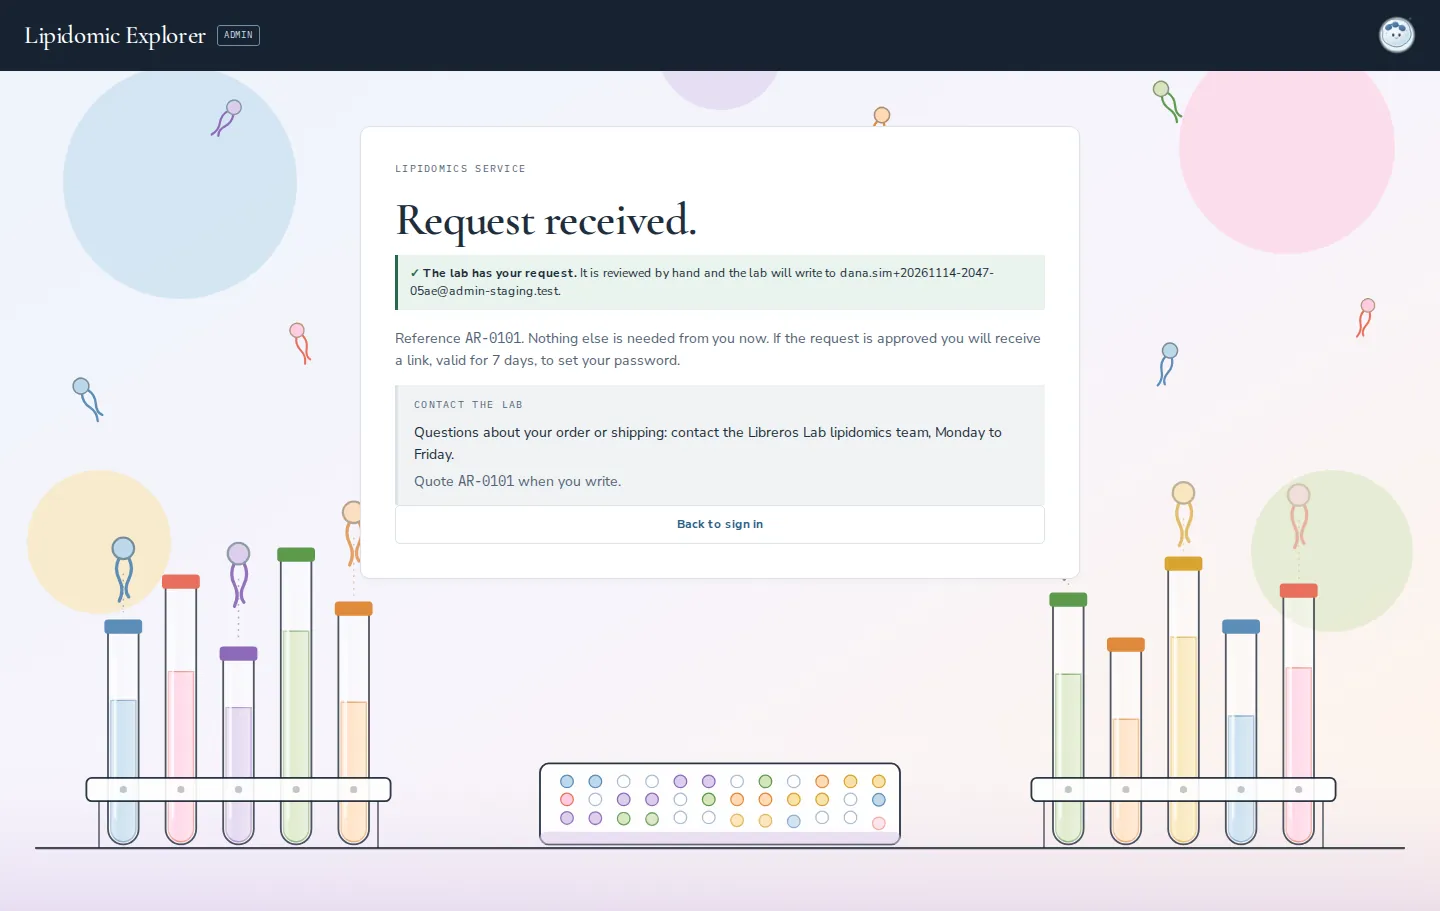 Lipidomic Explorer ADMIN
LIPIDOMICS SERVICE
Request received.
✓ The lab has your request. It is reviewed by hand and the lab will write to dana.sim+20261114-2047-
05ae@admin-staging.test.
Reference AR-0101. Nothing else is needed from you now. If the request is approved you will receive
a link, valid for 7 days, to set your password.
CONTACT THE LAB
Questions about your order or shipping: contact the Libreros Lab lipidomics team, Monday to
Friday.
Quote AR-0101 when you write.
Back to sign in